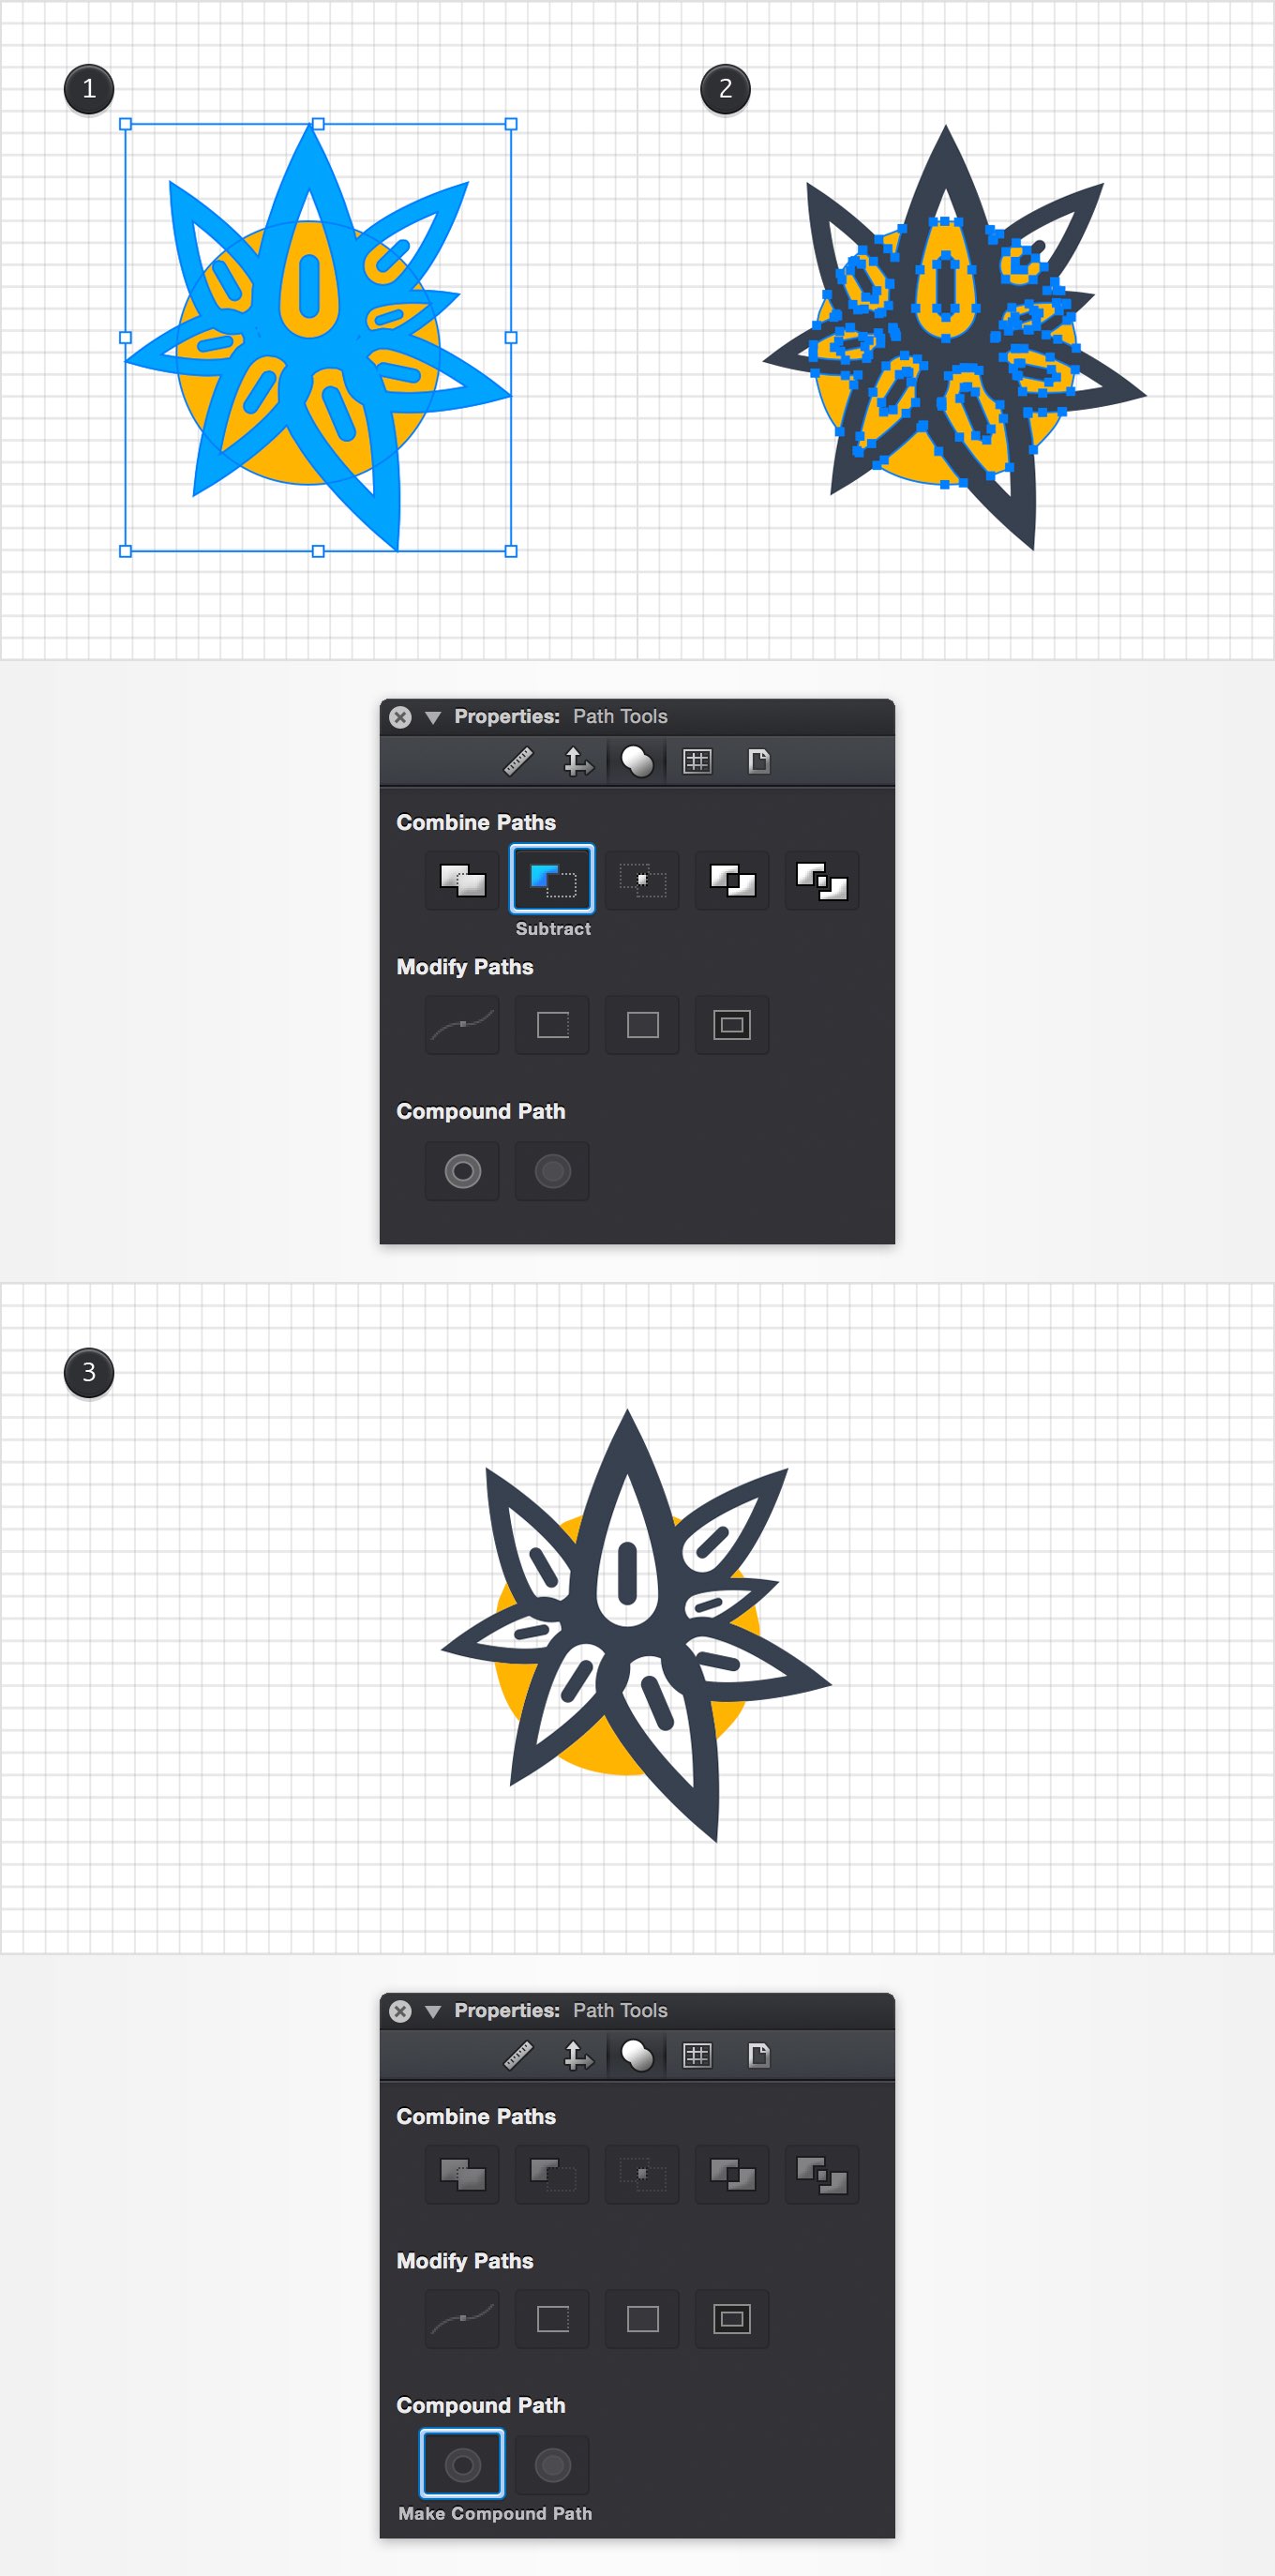 1
2
Properties: Path Tools
Combine Paths
Subtract
Modify Paths
Compound Path
3
Properties: Path Tools
Combine Paths
Modify Paths
Compound Path
Make Compound Path